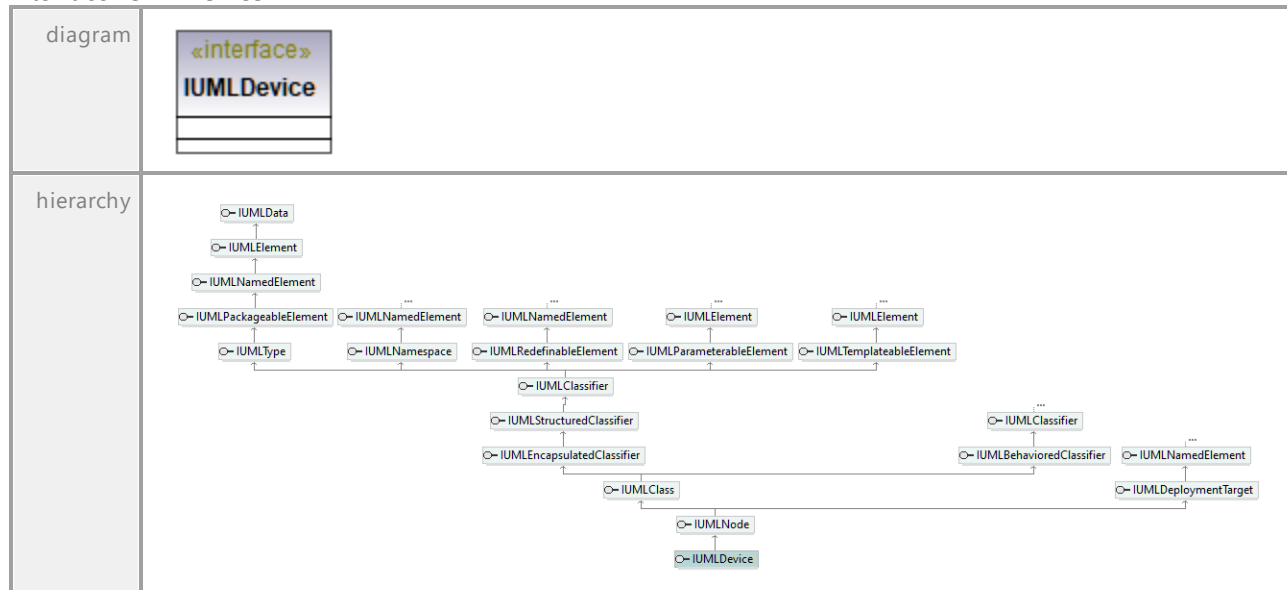 diagram
«interface»
IUMLDevice
hierarchy
IUMLData
IUMLElement
IUMLNamedElement
... ... ... ...
IUMLPackageableElement IUMLNamedElement IUMLNamedElement IUMLElement IUMLElement
IUMLType IUMLNamespace IUMLRedefinableElement IUMLParameterableElement IUMLTemplateableElement
IUMLClassifier
...
IUMLStructuredClassifier IUMLClassifier
...
IUMLEncapsulatedClassifier IUMLBehavioredClassifier IUMLNamedElement
IUMLClass IUMLDeploymentTarget
IUMLNode
IUMLDevice